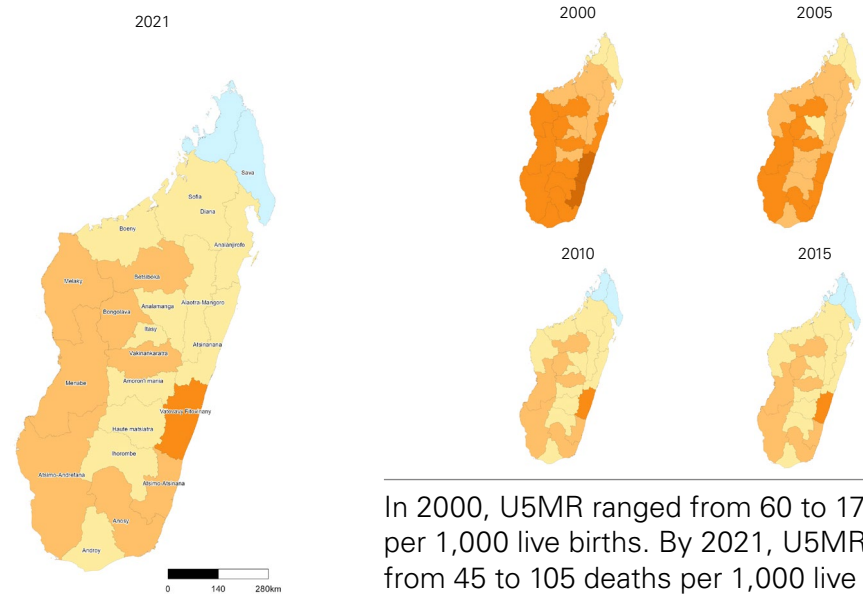 2021
Sava
Sofia
Diana
Boeny
Analanjirofo
Melaky
Betsiboka
Bongolava
Analamanga
Alaotra-Mangoro
Itasy
Atsinanana
Vakinankaratra
Menabe
Amoron'i mania
Vatovavy Fitovinany
Haute matsiatra
Ihorombe
Atsimo-Andrefana
Atsimo-Atsinana
Anosy
Androy
0 140 280km
2000
2005
2010
2015
In 2000, U5MR ranged from 60 to 17
per 1,000 live births. By 2021, U5MR
from 45 to 105 deaths per 1,000 live